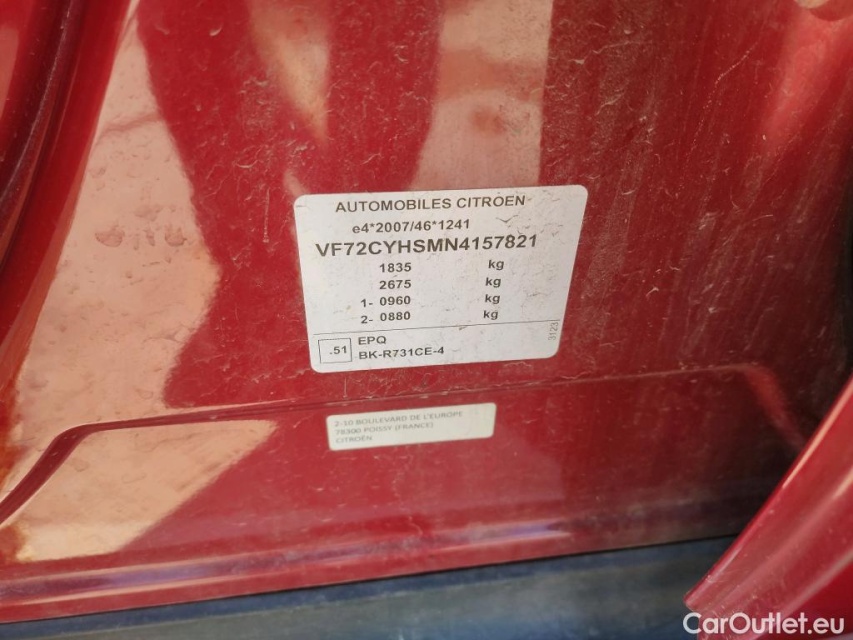 AUTOMOBILES CITROEN
e4*2007/46*1241
VF72CYHSMN4157821
1835 kg
2675 kg
1- 0960 kg
2- 0880 kg
.51 EPQ
BK-R731CE-4
3123
2-10 BOULEVARD DE L'EUROPE
78300 POISSY (FRANCE)
CITROËN
CarOutlet.eu